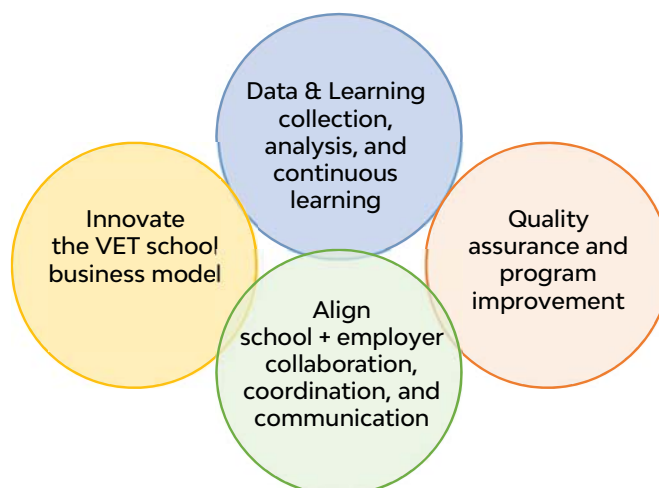 Data & Learning
collection,
analysis, and
continuous
learning
Innovate
the VET school
business model
Quality
assurance and
program
improvement
Align
school + employer
collaboration,
coordination, and
communication